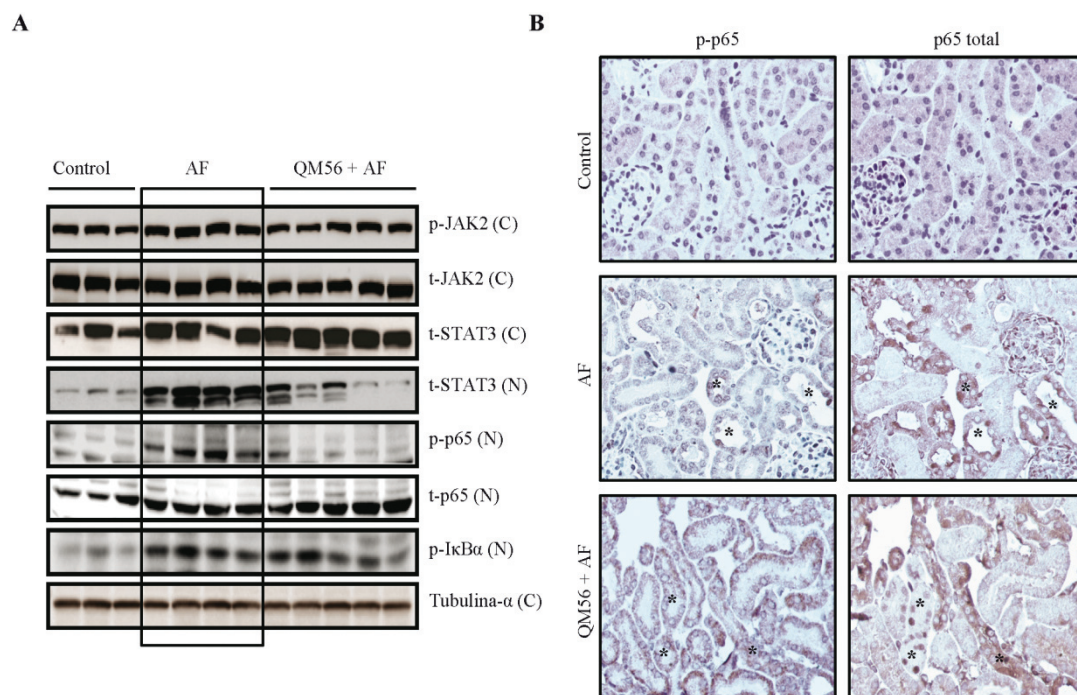 A
Control AF QM56 + AF
p-JAK2 (C)
t-JAK2 (C)
t-STAT3 (C)
t-STAT3 (N)
p-p65 (N)
t-p65 (N)
p-IκBα (N)
Tubulina-α (C)
B
p-p65 p65 total
Control
* * *
* * * *
AF
* * *
* * *
QM56 + AF